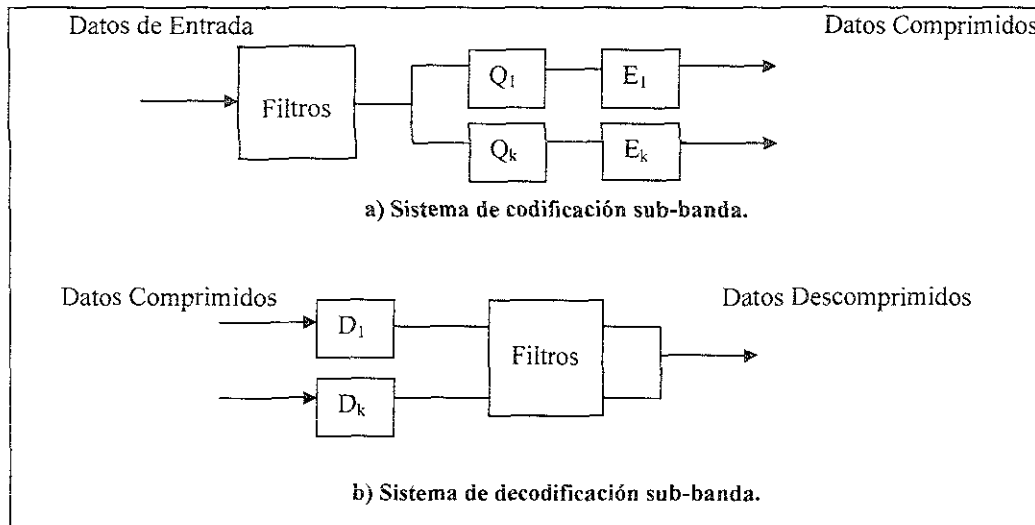 Datos de Entrada Datos Comprimidos
Filtros
Q1 E1
Qk Ek
a) Sistema de codificación sub-banda.
Datos Comprimidos Datos Descomprimidos
D1
Filtros
Dk
b) Sistema de decodificación sub-banda.